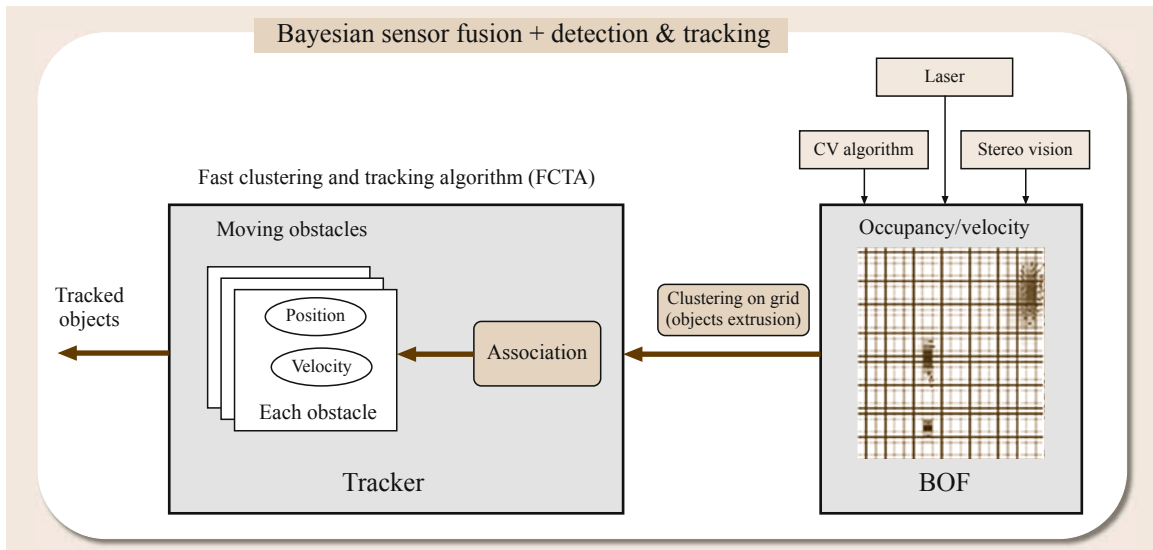 Bayesian sensor fusion + detection & tracking
Laser
CV algorithm
Stereo vision
Fast clustering and tracking algorithm (FCTA)
Moving obstacles
Occupancy/velocity
Tracked
objects
Position
Velocity
Each obstacle
Association
Clustering on grid
(objects extrusion)
Tracker
BOF